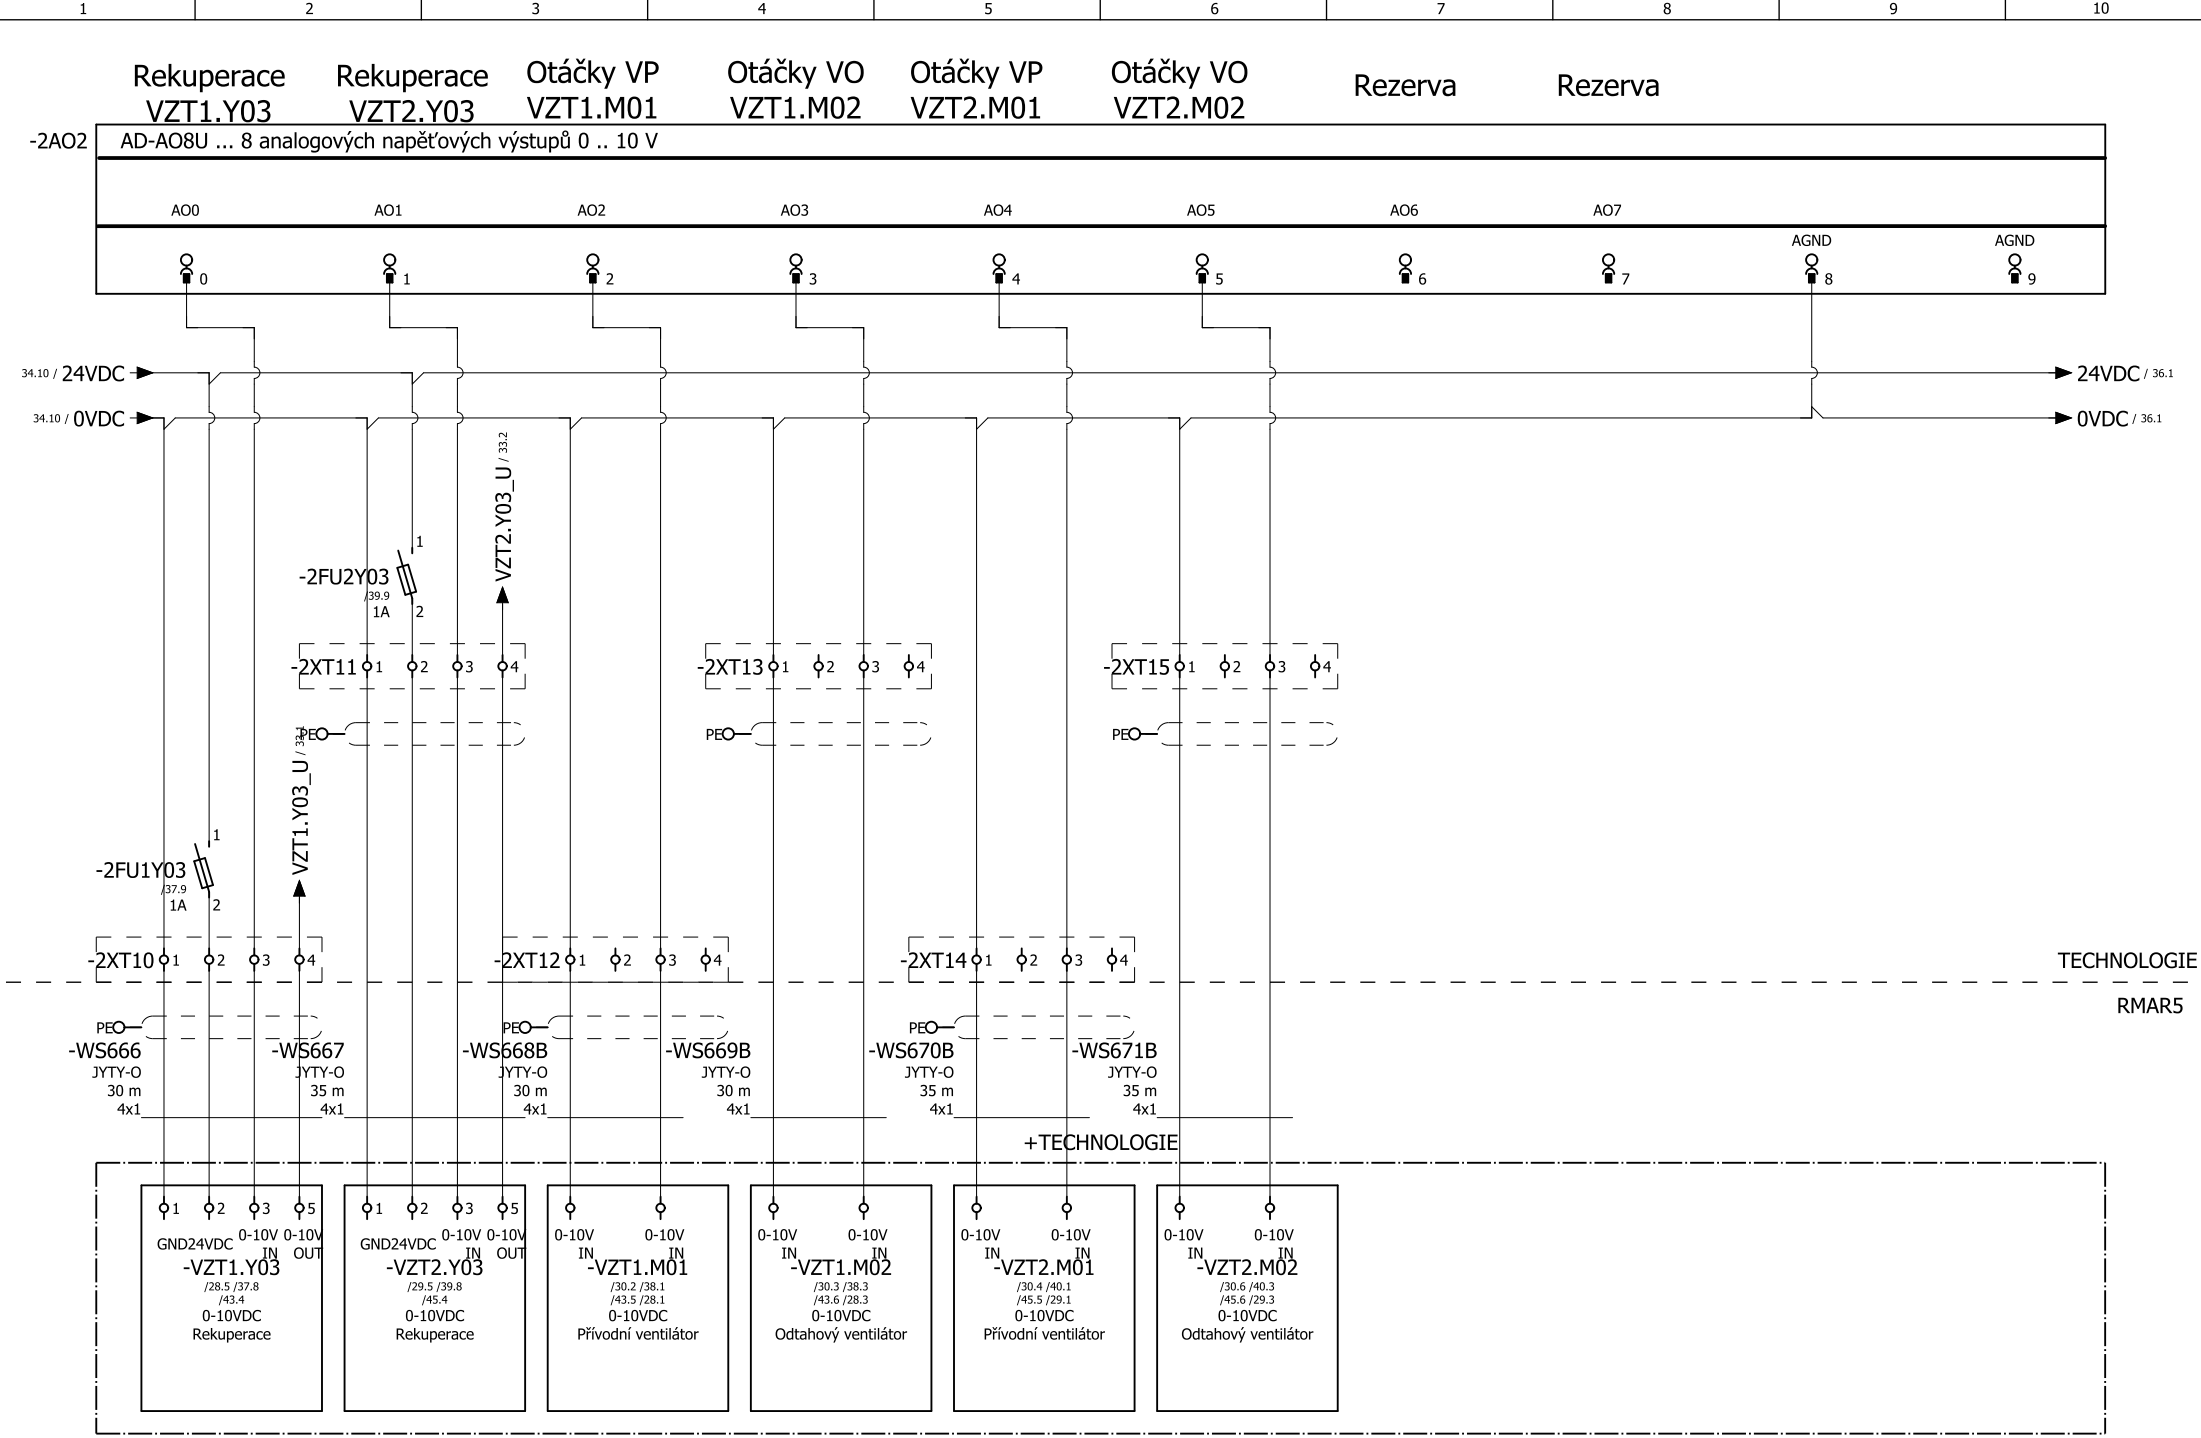 1 2 3 4 5 6 7 8 9 10
Rekuperace
VZT1.Y03
Rekuperace
VZT2.Y03
Otáčky VP
VZT1.M01
Otáčky VO
VZT1.M02
Otáčky VP
VZT2.M01
Otáčky VO
VZT2.M02
Rezerva
Rezerva
-2AO2 AD-AO8U ... 8 analogových napěťových výstupů 0 .. 10 V
AO0 AO1 AO2 AO3 AO4 AO5 AO6 AO7
AGND AGND
0 1 2 3 4 5 6 7 8 9
34.10 / 24VDC 24VDC / 36.1
34.10 / 0VDC 0VDC / 36.1
VZT2.Y03_U / 33.2
1
-2FU2Y03
/39.9
1A 2
-2XT11 1 2 3 4
-2XT13 1 2 3 4
-2XT15 1 2 3 4
PE PE PE
VZT1.Y03_U /
1
-2FU1Y03
/37.9
1A 2
-2XT10 1 2 3 4
-2XT12 1 2 3 4
-2XT14 1 2 3 4
TECHNOLOGIE
RMAR5
PE PE PE
-WS666
JYTY-O
30 m
4x1
-WS667
JYTY-O
35 m
4x1
-WS668B
JYTY-O
30 m
4x1
-WS669B
JYTY-O
30 m
4x1
-WS670B
JYTY-O
35 m
4x1
-WS671B
JYTY-O
35 m
4x1
+TECHNOLOGIE
1 2 3 5
GND 24VDC 0-10V IN 0-10V OUT
-VZT1.Y03
/28.5 /37.8
/43.4
0-10VDC
Rekuperace
1 2 3 5
GND 24VDC 0-10V IN 0-10V OUT
-VZT2.Y03
/29.5 /39.8
/45.4
0-10VDC
Rekuperace
0-10V IN 0-10V IN
-VZT1.M01
/30.2 /38.1
/43.5 /28.1
0-10VDC
Přívodní ventilátor
0-10V IN 0-10V IN
-VZT1.M02
/30.3 /38.3
/43.6 /28.3
0-10VDC
Odtahový ventilátor
0-10V IN 0-10V IN
-VZT2.M01
/30.4 /40.1
/45.5 /29.1
0-10VDC
Přívodní ventilátor
0-10V IN 0-10V IN
-VZT2.M02
/30.6 /40.3
/45.6 /29.3
0-10VDC
Odtahový ventilátor